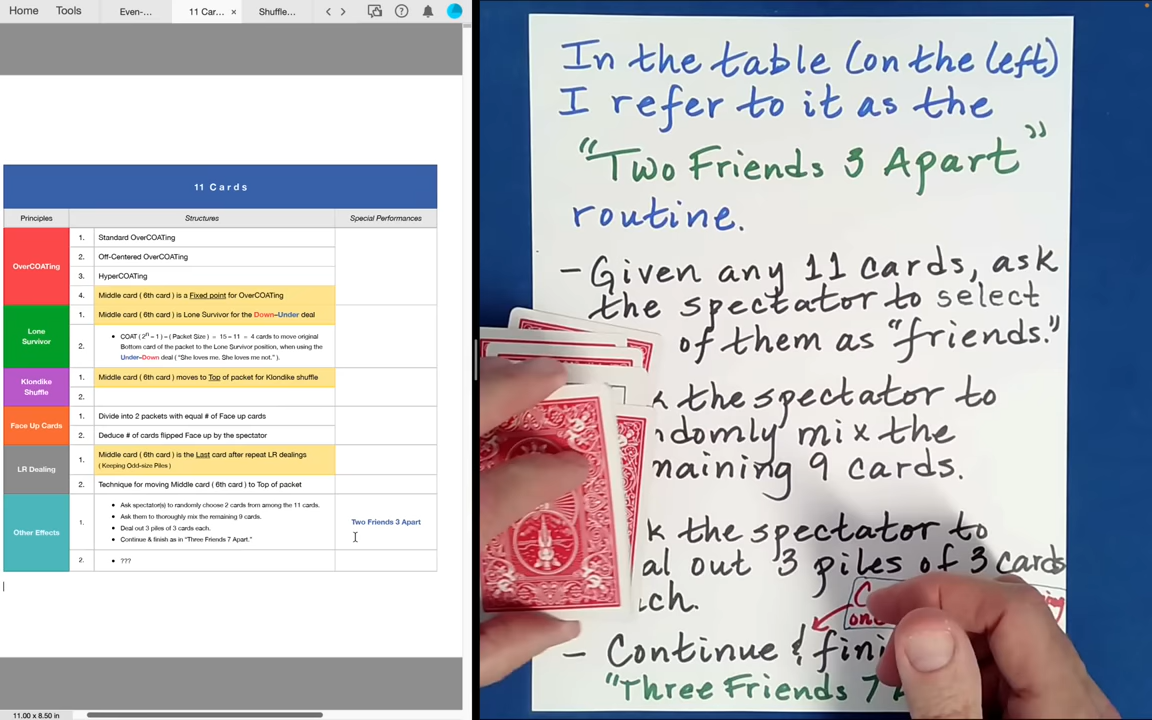 Home Tools Even-... 11 Car... × Shuffle...
11 Cards
Principles Structures Special Performances
OverCOATing
1. Standard OverCOATing
2. Off-Centered OverCOATing
3. HyperCOATing
4. Middle card ( 6th card ) is a Fixed point for OverCOATing
Lone Survivor
1. Middle card ( 6th card ) is Lone Survivor for the Down–Under deal
2. • COAT ( 2ⁿ – 1 ) = ( Packet Size ) = 15 – 11 = 4 cards to move original
Bottom card of the packet to the Lone Survivor position, when using the
Under–Down deal ( "She loves me. She loves me not." ).
Klondike Shuffle
1. Middle card ( 6th card ) moves to Top of packet for Klondike shuffle
2.
Face Up Cards
1. Divide into 2 packets with equal # of Face up cards
2. Deduce # of cards flipped Face up by the spectator
LR Dealing
1. Middle card ( 6th card ) is the Last card after repeat LR dealings
( Keeping Odd-size Piles )
2. Technique for moving Middle card ( 6th card ) to Top of packet
Other Effects
1. • Ask spectator(s) to randomly choose 2 cards from among the 11 cards.
• Ask them to thoroughly mix the remaining 9 cards.
• Deal out 3 piles of 3 cards each.
• Continue & finish as in "Three Friends 7 Apart."
Two Friends 3 Apart
2. • ???
11.00 x 8.50 in
In the table (on the left)
I refer to it as the
"Two Friends 3 Apart"
routine.
- Given any 11 cards, ask
the spectator to select
of them as "friends."
the spectator to
mix the
9 cards.
the spectator to
out 3 piles of 3 cards
- Continue &
"Three Friends 7